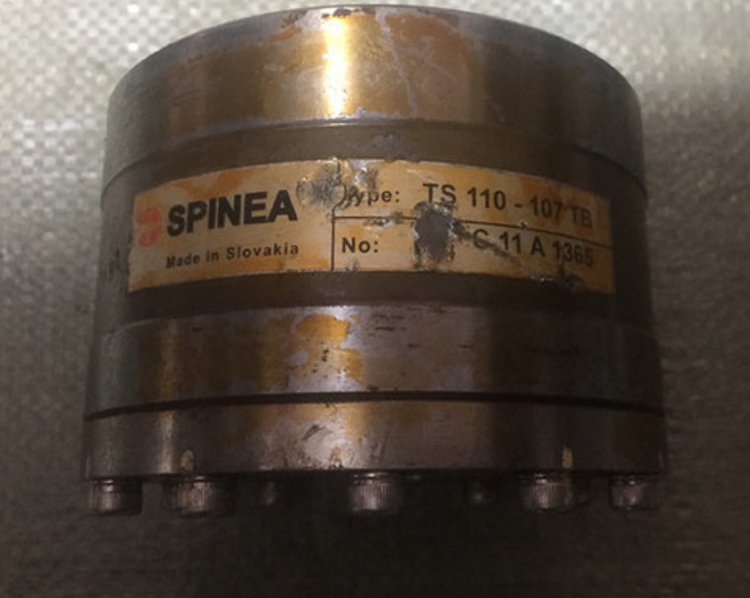 SPINEA
Made in Slovakia
Type: TS 110 - 107 TB
No: C 11 A 1365